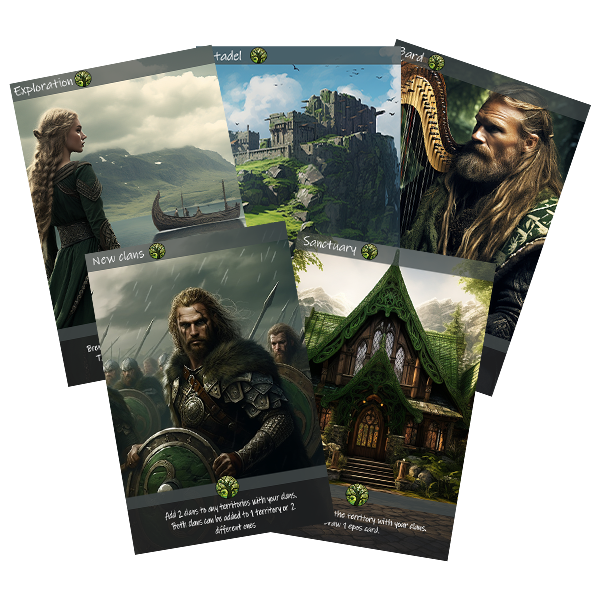 Exploration
tadel
Bard
New clans
Sanctuary
Add 2 clans to any territories with your clans.
Both clans can be added to 1 territory or 2
different ones
the territory with your clans.
raw 1 epos card.